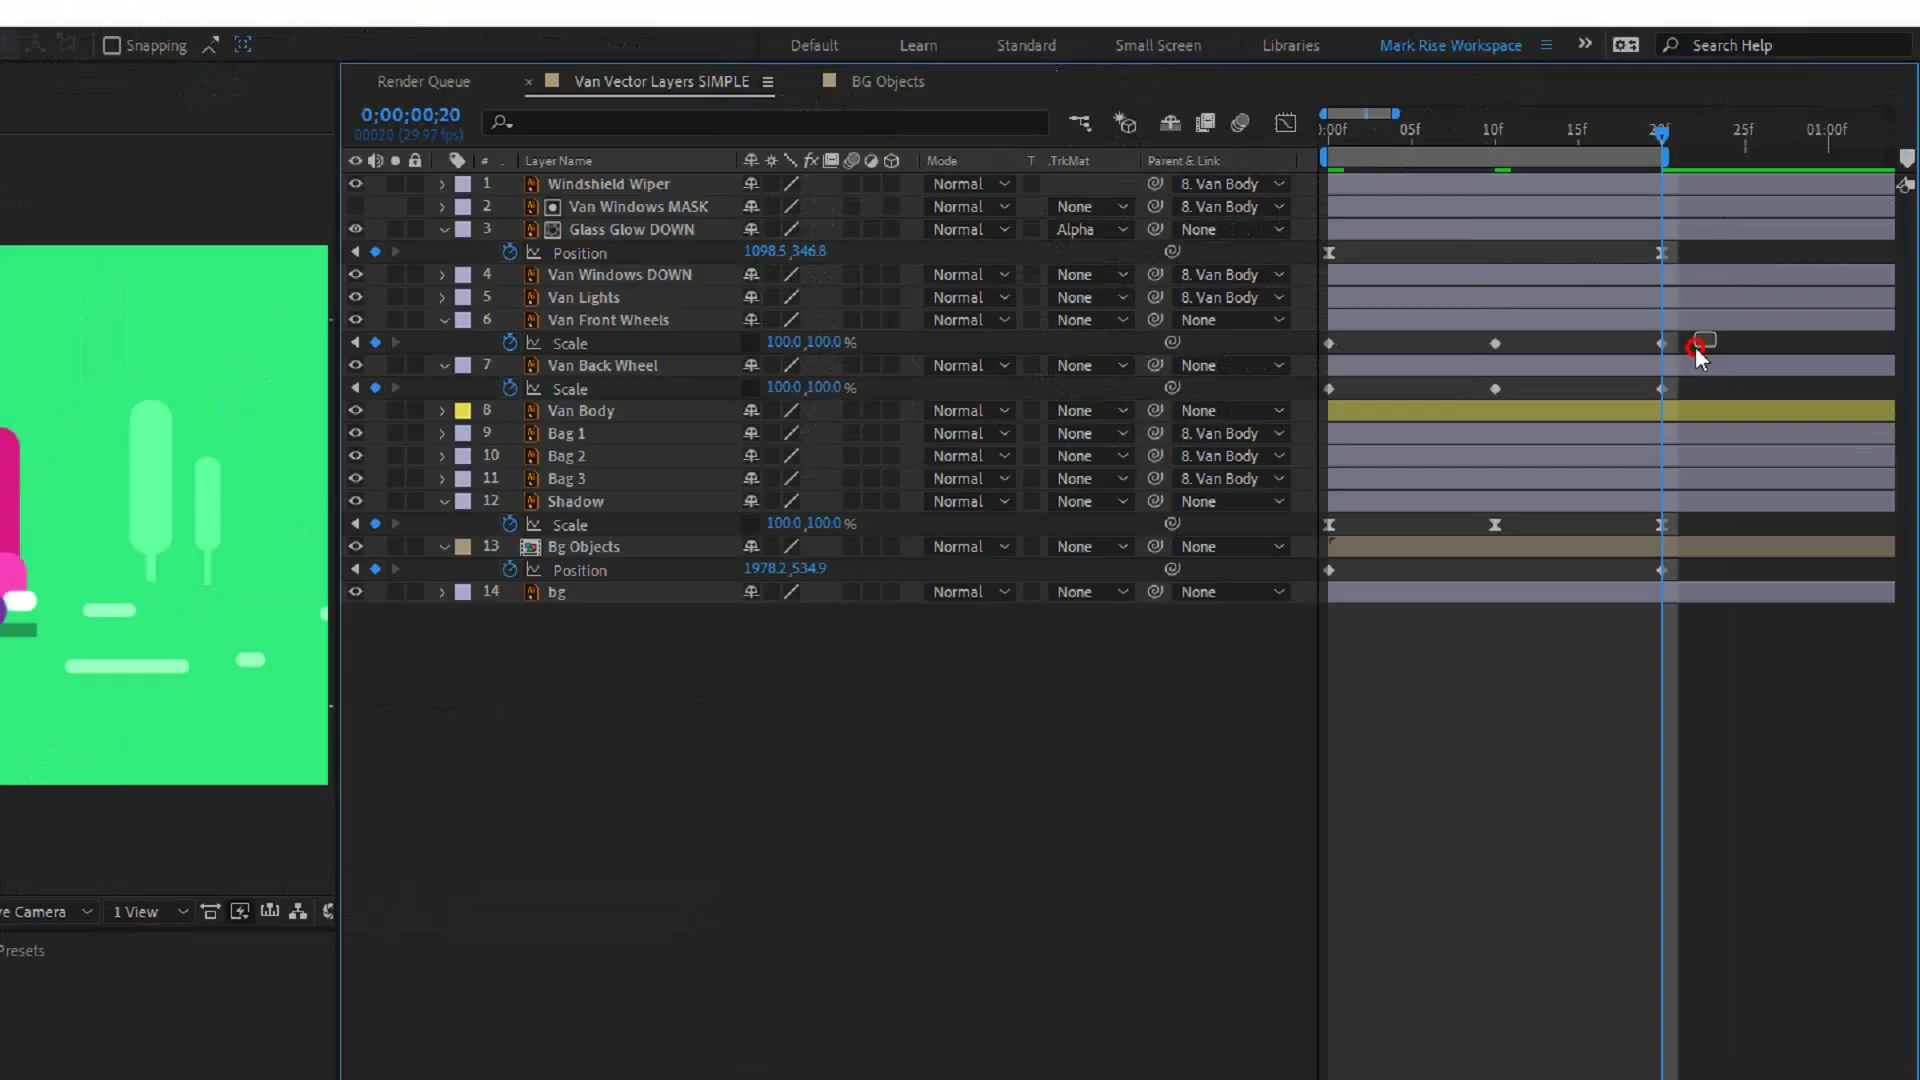 Snapping Default Learn Standard Small Screen Libraries Mark Rise Workspace Search Help
Render Queue × Van Vector Layers SIMPLE BG Objects
0;00;00;20
00020 (29.97 fps)
:00f 05f 10f 15f 20f 25f 01:00f
# Layer Name Mode T .TrkMat Parent & Link
1 Windshield Wiper Normal 8. Van Body
2 Van Windows MASK Normal None 8. Van Body
3 Glass Glow DOWN Normal Alpha None
Position 1098.5,346.8
4 Van Windows DOWN Normal None 8. Van Body
5 Van Lights Normal None 8. Van Body
6 Van Front Wheels Normal None None
Scale 100.0,100.0 %
7 Van Back Wheel Normal None None
Scale 100.0,100.0 %
8 Van Body Normal None None
9 Bag 1 Normal None 8. Van Body
10 Bag 2 Normal None 8. Van Body
11 Bag 3 Normal None 8. Van Body
12 Shadow Normal None None
Scale 100.0,100.0 %
13 Bg Objects Normal None None
Position 1978.2,534.9
14 bg Normal None None
ve Camera 1 View
Presets